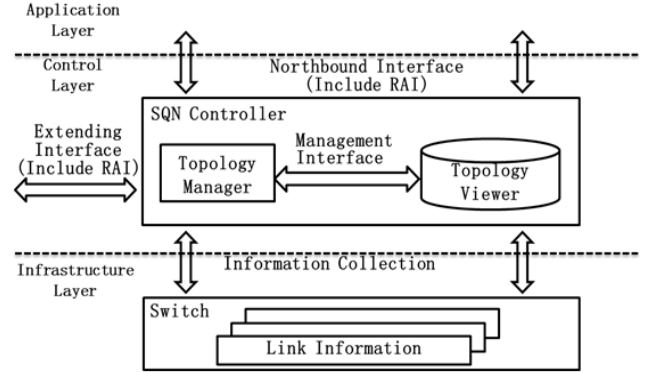 Application
Layer
Control
Layer
Northbound Interface
(Include RAI)
SQN Controller
Extending
Interface
(Include RAI)
Management
Interface
Topology
Manager
Topology
Viewer
Infrastructure
Layer
Information Collection
Switch
Link Information